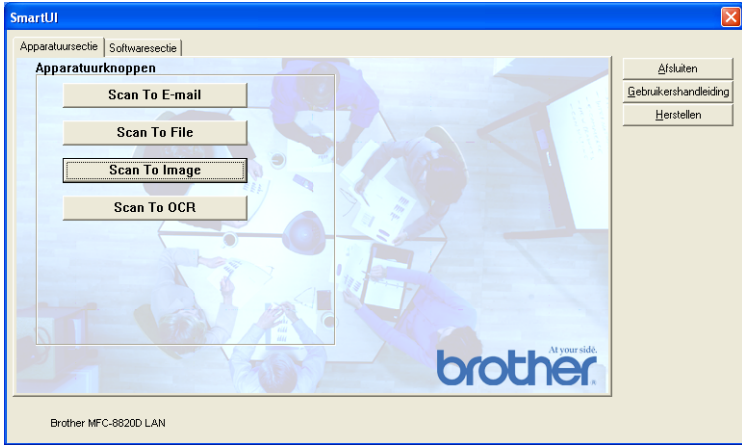 SmartUI
Apparatuursectie
Softwaresectie
Apparatuurknoppen
Scan To E-mail
Scan To File
Scan To Image
Scan To OCR
Afsluiten
Gebruikershandleiding
Herstellen
At your side.
brother®
Brother MFC-8820D LAN